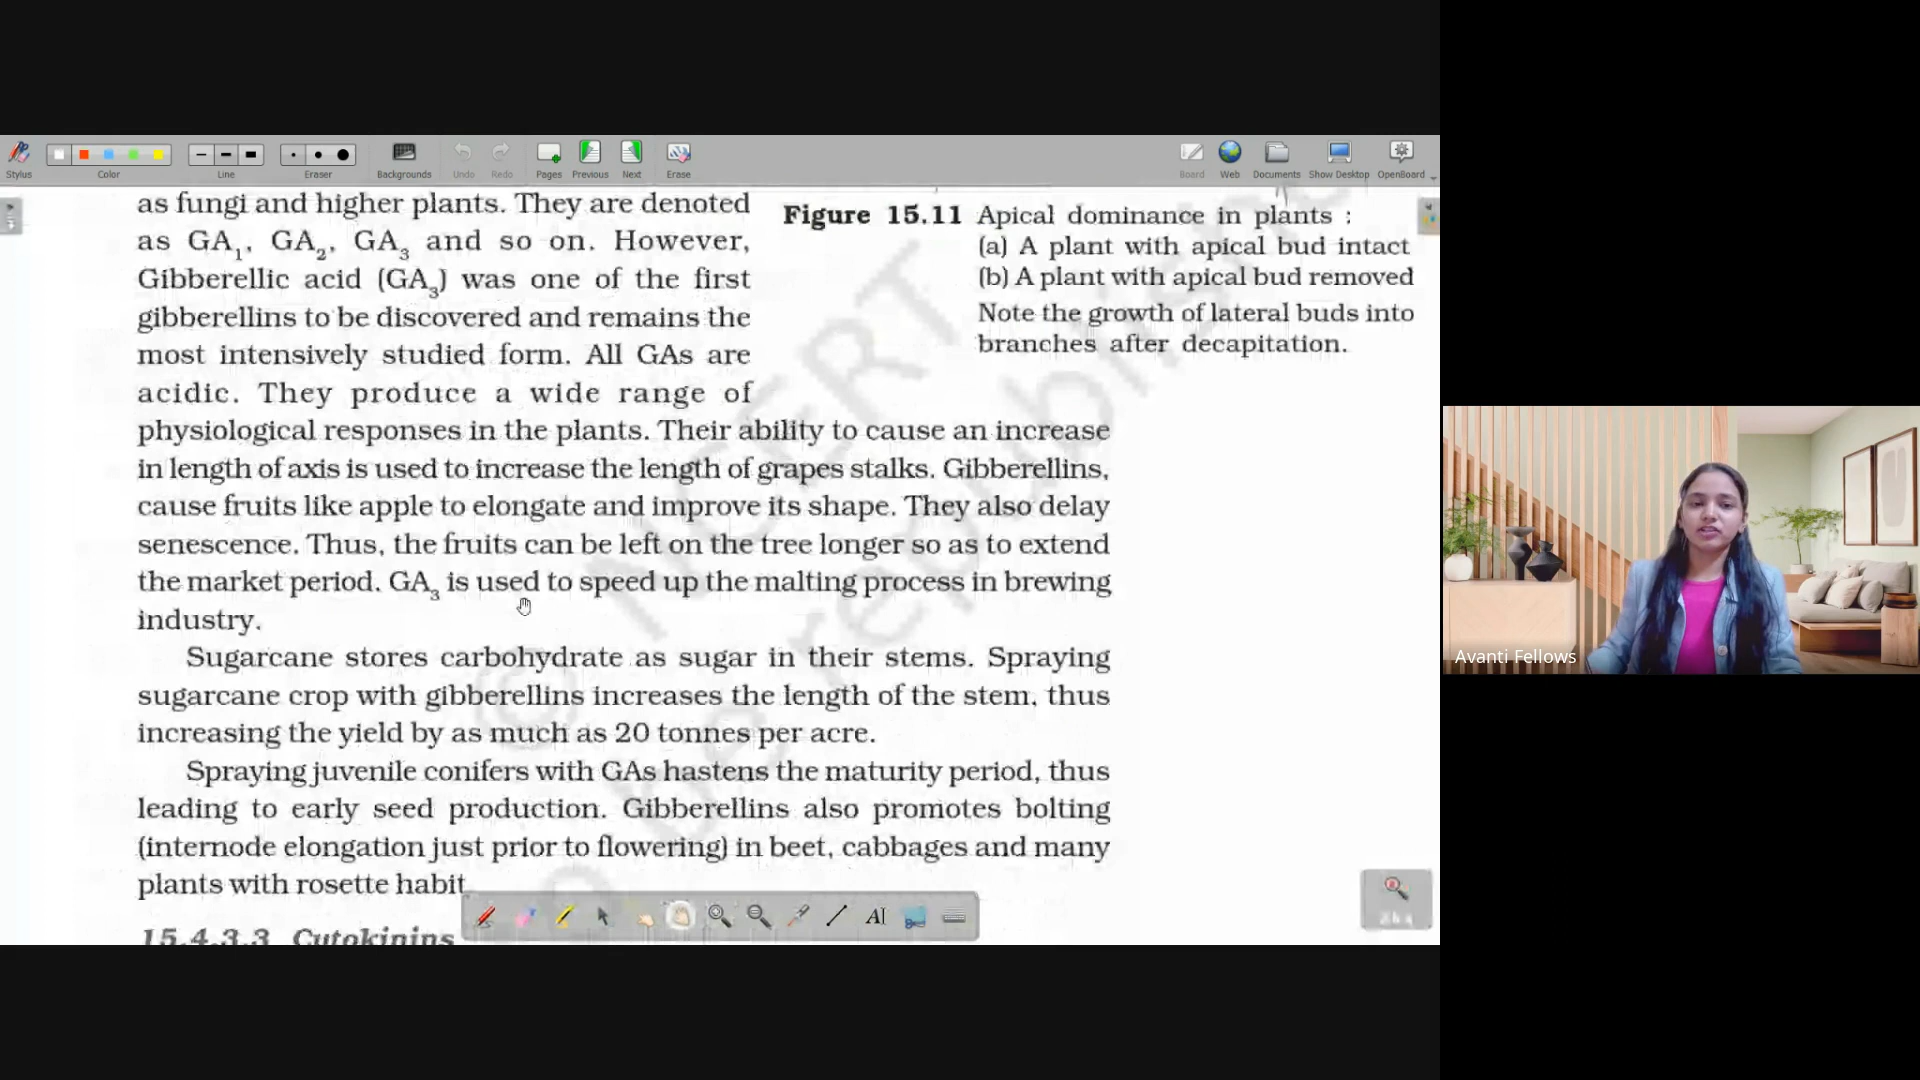 Stylus
Color
Line
Eraser
Backgrounds
Undo
Redo
Pages
Previous
Next
Erase
Board
Web
Documents
Show Desktop
OpenBoard
as fungi and higher plants. They are denoted
as GA₁, GA₂, GA₃ and so on. However,
Gibberellic acid (GA₃) was one of the first
gibberellins to be discovered and remains the
most intensively studied form. All GAs are
acidic. They produce a wide range of
physiological responses in the plants. Their ability to cause an increase
in length of axis is used to increase the length of grapes stalks. Gibberellins,
cause fruits like apple to elongate and improve its shape. They also delay
senescence. Thus, the fruits can be left on the tree longer so as to extend
the market period. GA₃ is used to speed up the malting process in brewing
industry.
Sugarcane stores carbohydrate as sugar in their stems. Spraying
sugarcane crop with gibberellins increases the length of the stem, thus
increasing the yield by as much as 20 tonnes per acre.
Spraying juvenile conifers with GAs hastens the maturity period, thus
leading to early seed production. Gibberellins also promotes bolting
(internode elongation just prior to flowering) in beet, cabbages and many
plants with rosette habit
15.4.3.3 Cytokinins
Figure 15.11 Apical dominance in plants :
(a) A plant with apical bud intact
(b) A plant with apical bud removed
Note the growth of lateral buds into
branches after decapitation.
© NCERT
be republished
AI
Avanti Fellows